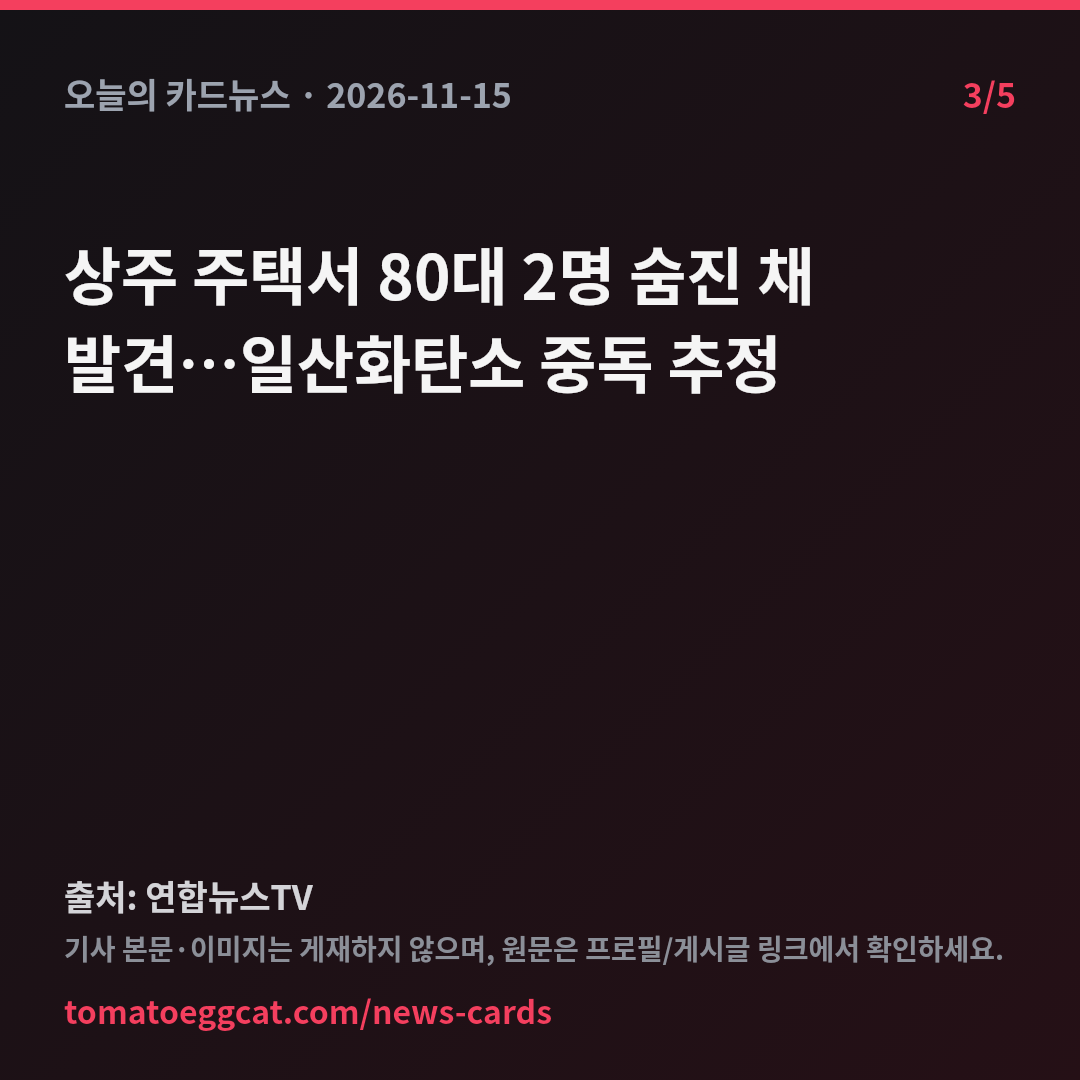 오늘의 카드뉴스 · 2026-11-15
3/5
상주 주택서 80대 2명 숨진 채
발견…일산화탄소 중독 추정
출처: 연합뉴스TV
기사 본문·이미지는 게재하지 않으며, 원문은 프로필/게시글 링크에서 확인하세요.
tomatoeggcat.com/news-cards